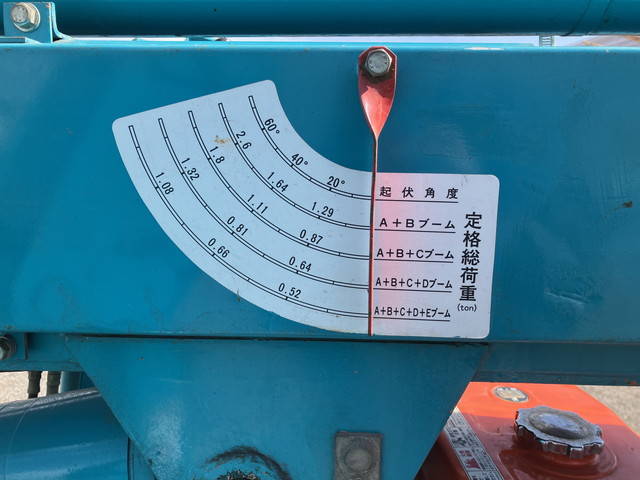 60° 40° 20° 起伏角度
2.6 1.64 1.29 A+Bブーム
1.8 1.11 0.87 A+B+Cブーム
1.32 0.81 0.64 A+B+C+Dブーム
1.08 0.66 0.52 A+B+C+D+Eブーム
定格総荷重
(ton)